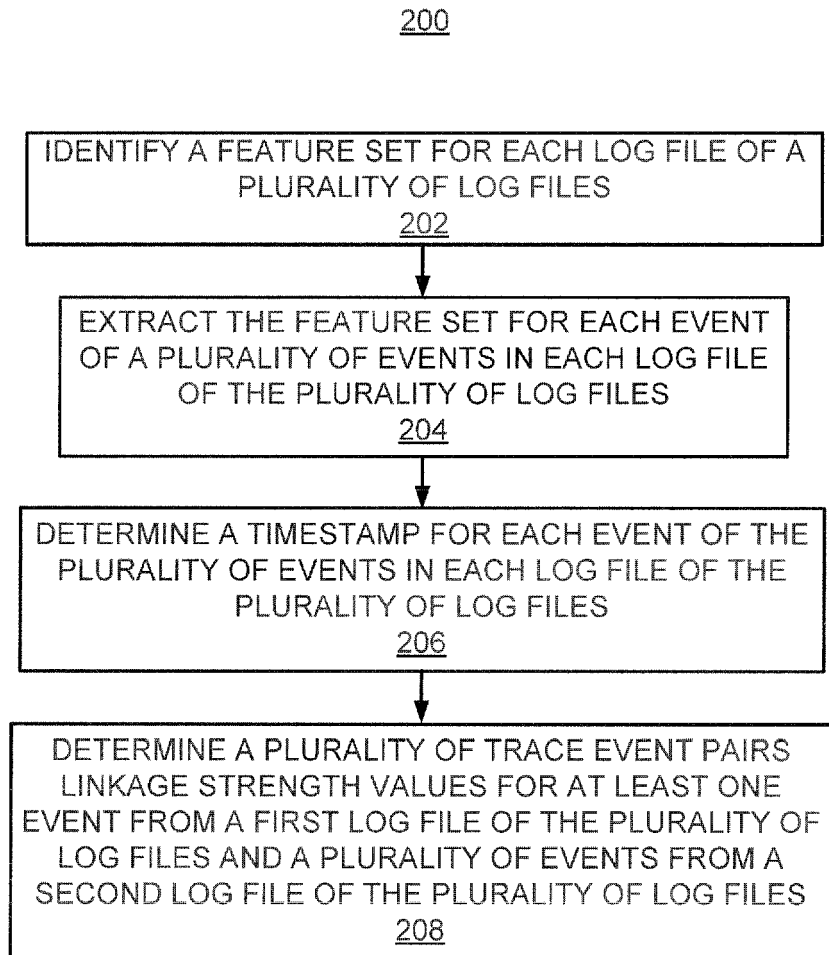 200
IDENTIFY A FEATURE SET FOR EACH LOG FILE OF A
PLURALITY OF LOG FILES
202
EXTRACT THE FEATURE SET FOR EACH EVENT
OF A PLURALITY OF EVENTS IN EACH LOG FILE
OF THE PLURALITY OF LOG FILES
204
DETERMINE A TIMESTAMP FOR EACH EVENT OF THE
PLURALITY OF EVENTS IN EACH LOG FILE OF THE
PLURALITY OF LOG FILES
206
DETERMINE A PLURALITY OF TRACE EVENT PAIRS
LINKAGE STRENGTH VALUES FOR AT LEAST ONE
EVENT FROM A FIRST LOG FILE OF THE PLURALITY OF
LOG FILES AND A PLURALITY OF EVENTS FROM A
SECOND LOG FILE OF THE PLURALITY OF LOG FILES
208